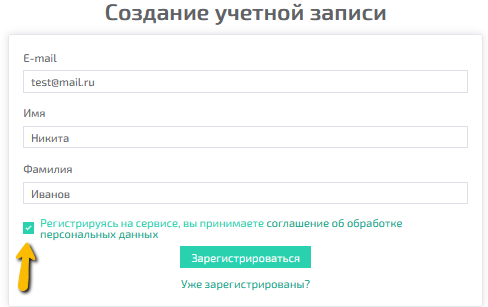 Создание учетной записи
E-mail
test@mail.ru
Имя
Никита
Фамилия
Иванов
Регистрируясь на сервисе, вы принимаете соглашение об обработке
персональных данных
Зарегистрироваться
Уже зарегистрированы?